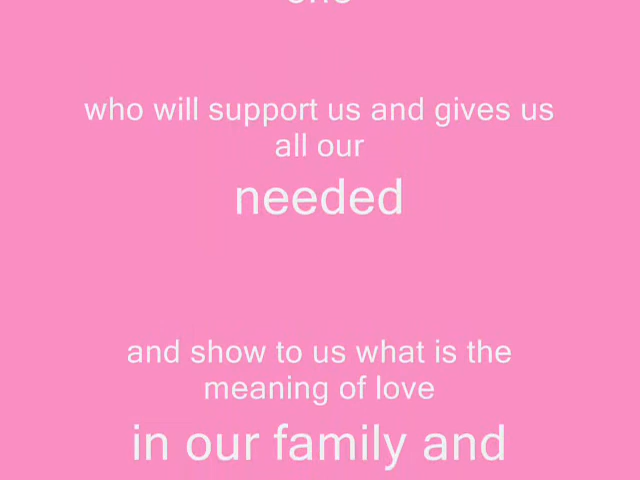 who will support us and gives us
all our
needed
and show to us what is the
meaning of love
in our family and